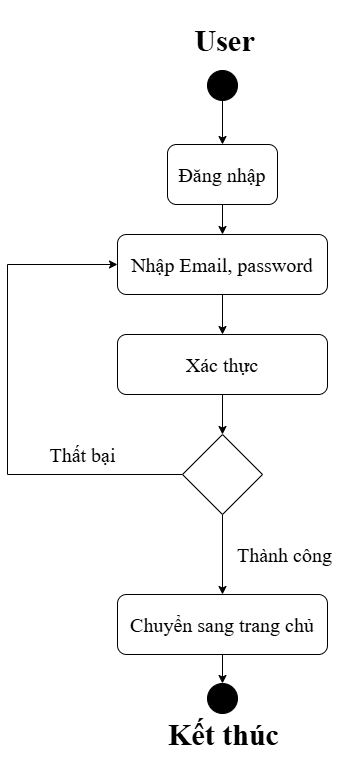 User
Đăng nhập
Nhập Email, password
Xác thực
Thất bại
Thành công
Chuyển sang trang chủ
Kết thúc